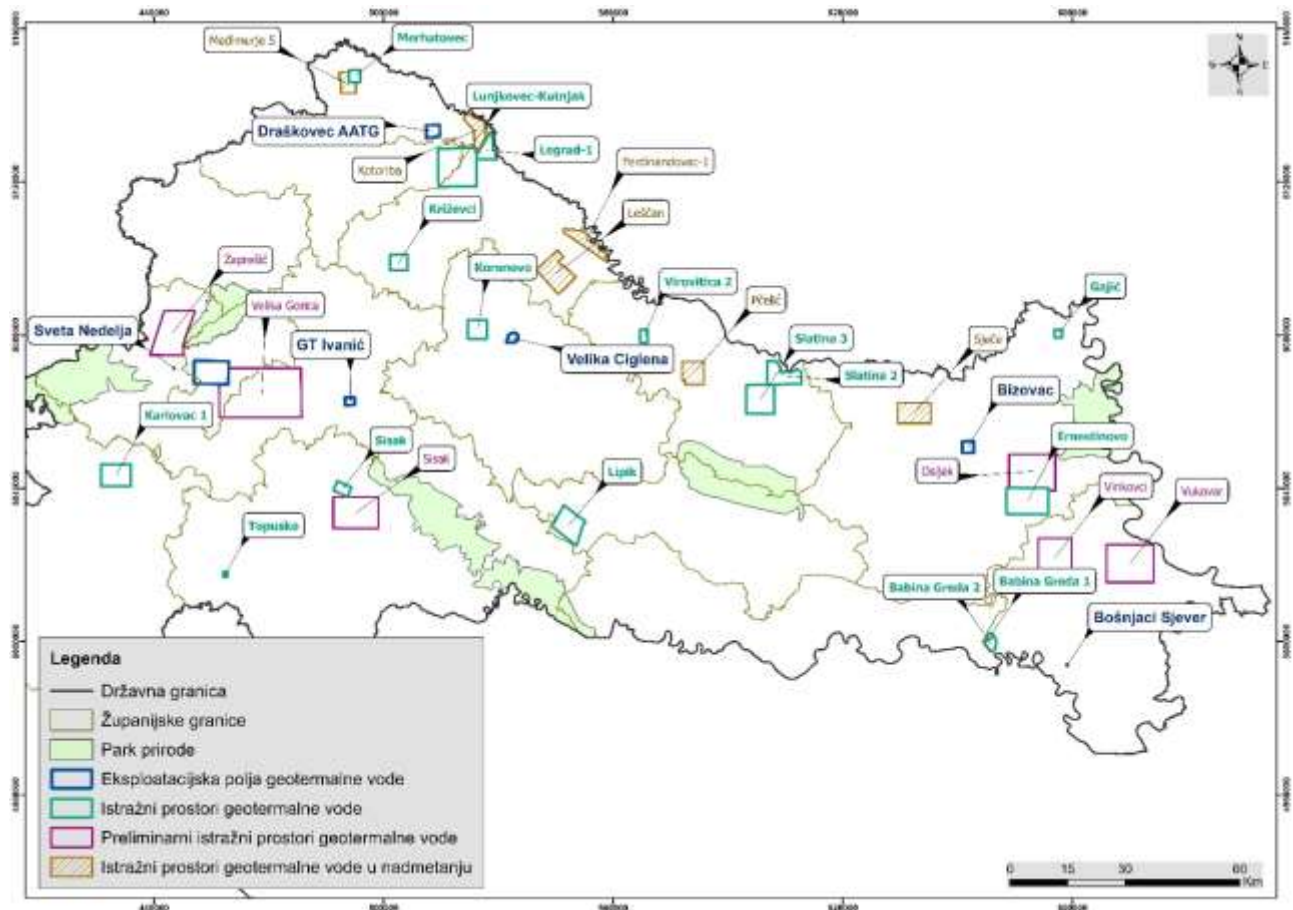 Međimurje 5
Merhatovec
Lunjkovec-Kutnjak
Draškovec AATG
Kotoriba
Legrad-1
Ferdinandovac-1
Leščan
Križevci
Zaprešić
Korenovo
Virovitica 2
Velika Gorica
Pčelić
Gajić
Sveta Nedelja
GT Ivanić
Velika Ciglena
Slatina 3
Sječe
Slatina 2
Bizovac
Karlovac 1
Sisak
Sisak
Lipik
Ernestinovo
Osijek
Vinkovci
Vukovar
Topusko
Babina Greda 2
Babina Greda 1
Bošnjaci Sjever
Legenda
Državna granica
Županijske granice
Park prirode
Eksploatacijska polja geotermalne vode
Istražni prostori geotermalne vode
Preliminarni istražni prostori geotermalne vode
Istražni prostori geotermalne vode u nadmetanju
0 15 30 60
Km